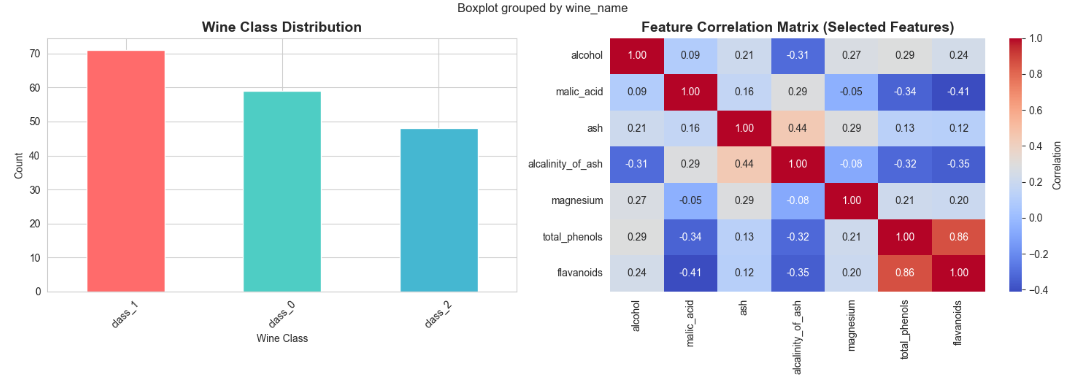 Boxplot grouped by wine_name
Wine Class Distribution
70
60
50
40
30
20
10
0
Count
class_1
class_0
class_2
Wine Class
Feature Correlation Matrix (Selected Features)
alcohol 1.00 0.09 0.21 -0.31 0.27 0.29 0.24
malic_acid 0.09 1.00 0.16 0.29 -0.05 -0.34 -0.41
ash 0.21 0.16 1.00 0.44 0.29 0.13 0.12
alcalinity_of_ash -0.31 0.29 0.44 1.00 -0.08 -0.32 -0.35
magnesium 0.27 -0.05 0.29 -0.08 1.00 0.21 0.20
total_phenols 0.29 -0.34 0.13 -0.32 0.21 1.00 0.86
flavanoids 0.24 -0.41 0.12 -0.35 0.20 0.86 1.00
alcohol
malic_acid
ash
alcalinity_of_ash
magnesium
total_phenols
flavanoids
1.0
0.8
0.6
0.4
0.2
0.0
−0.2
−0.4
Correlation